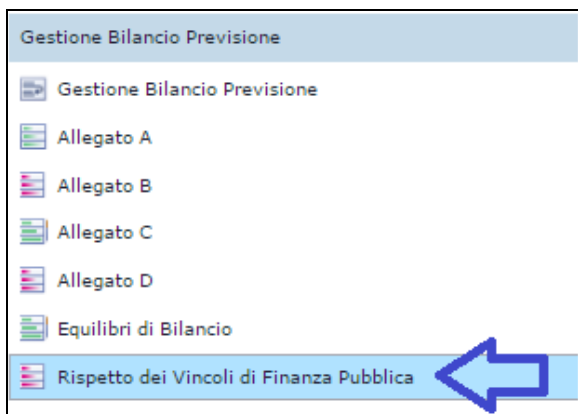 Gestione Bilancio Previsione
Gestione Bilancio Previsione
Allegato A
Allegato B
Allegato C
Allegato D
Equilibri di Bilancio
Rispetto dei Vincoli di Finanza Pubblica